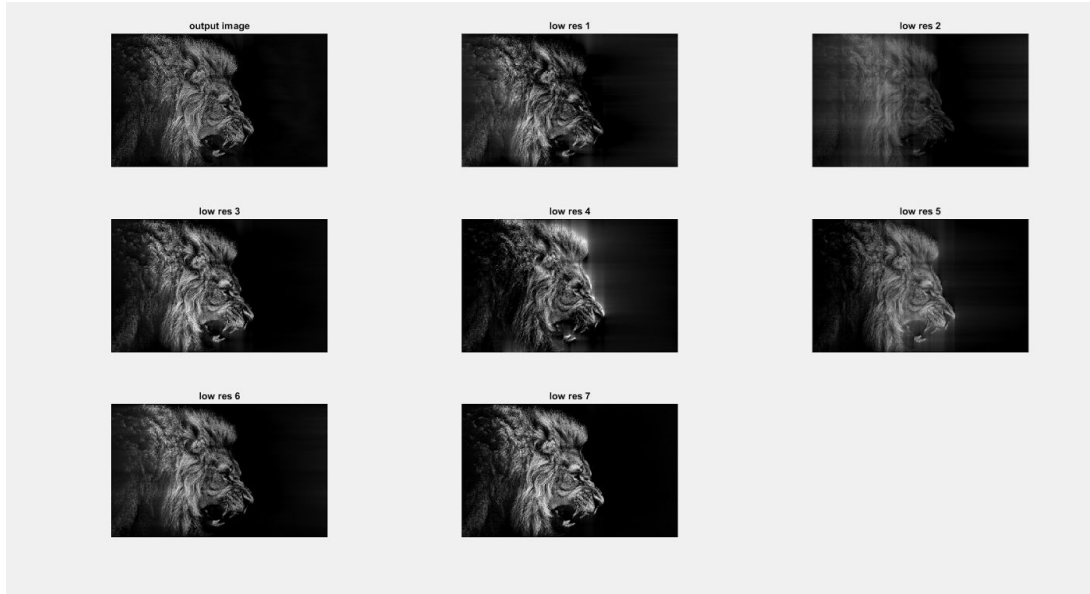 output image
low res 1
low res 2
low res 3
low res 4
low res 5
low res 6
low res 7